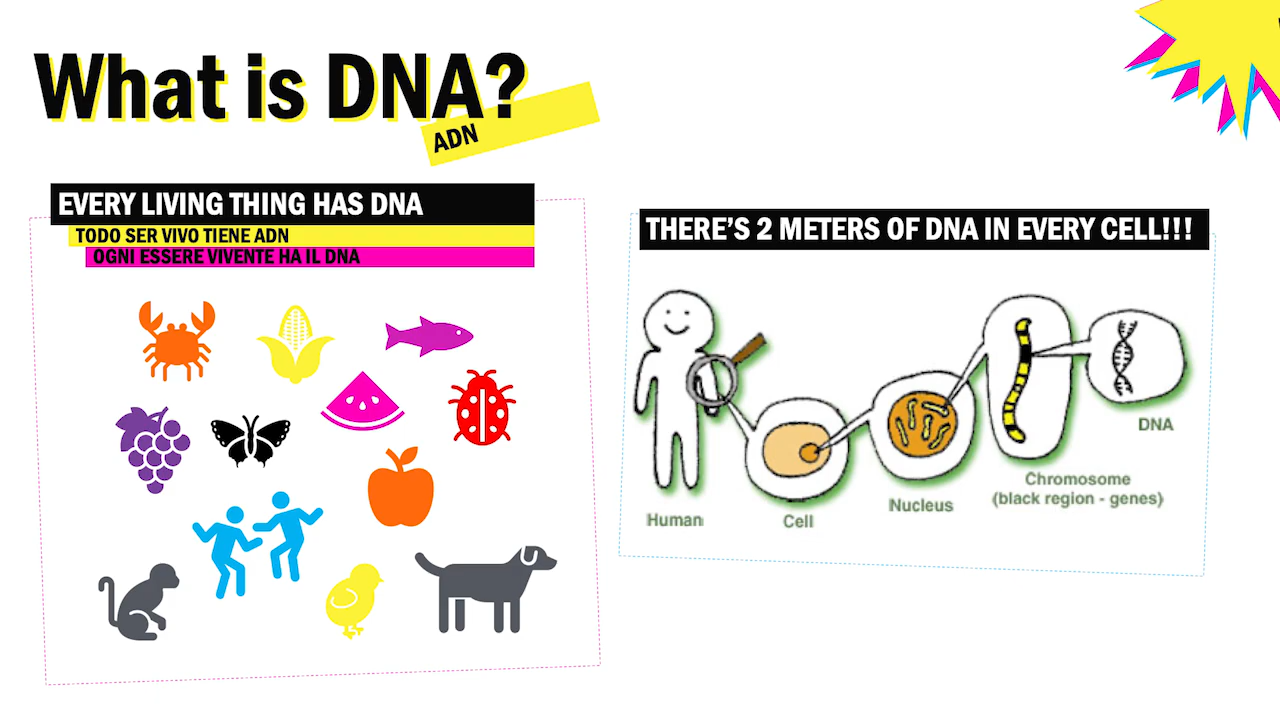 What is DNA?
ADN
EVERY LIVING THING HAS DNA
TODO SER VIVO TIENE ADN
OGNI ESSERE VIVENTE HA IL DNA
THERE'S 2 METERS OF DNA IN EVERY CELL!!!
Human
Cell
Nucleus
Chromosome
(black region - genes)
DNA